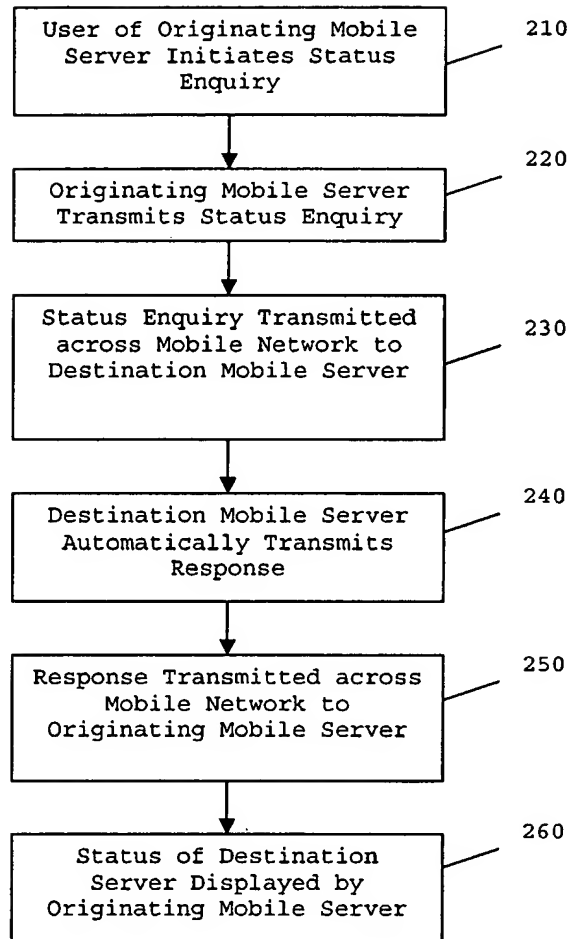 User of Originating Mobile
Server Initiates Status
Enquiry
210
Originating Mobile Server
Transmits Status Enquiry
220
Status Enquiry Transmitted
across Mobile Network to
Destination Mobile Server
230
Destination Mobile Server
Automatically Transmits
Response
240
Response Transmitted across
Mobile Network to
Originating Mobile Server
250
Status of Destination
Server Displayed by
Originating Mobile Server
260